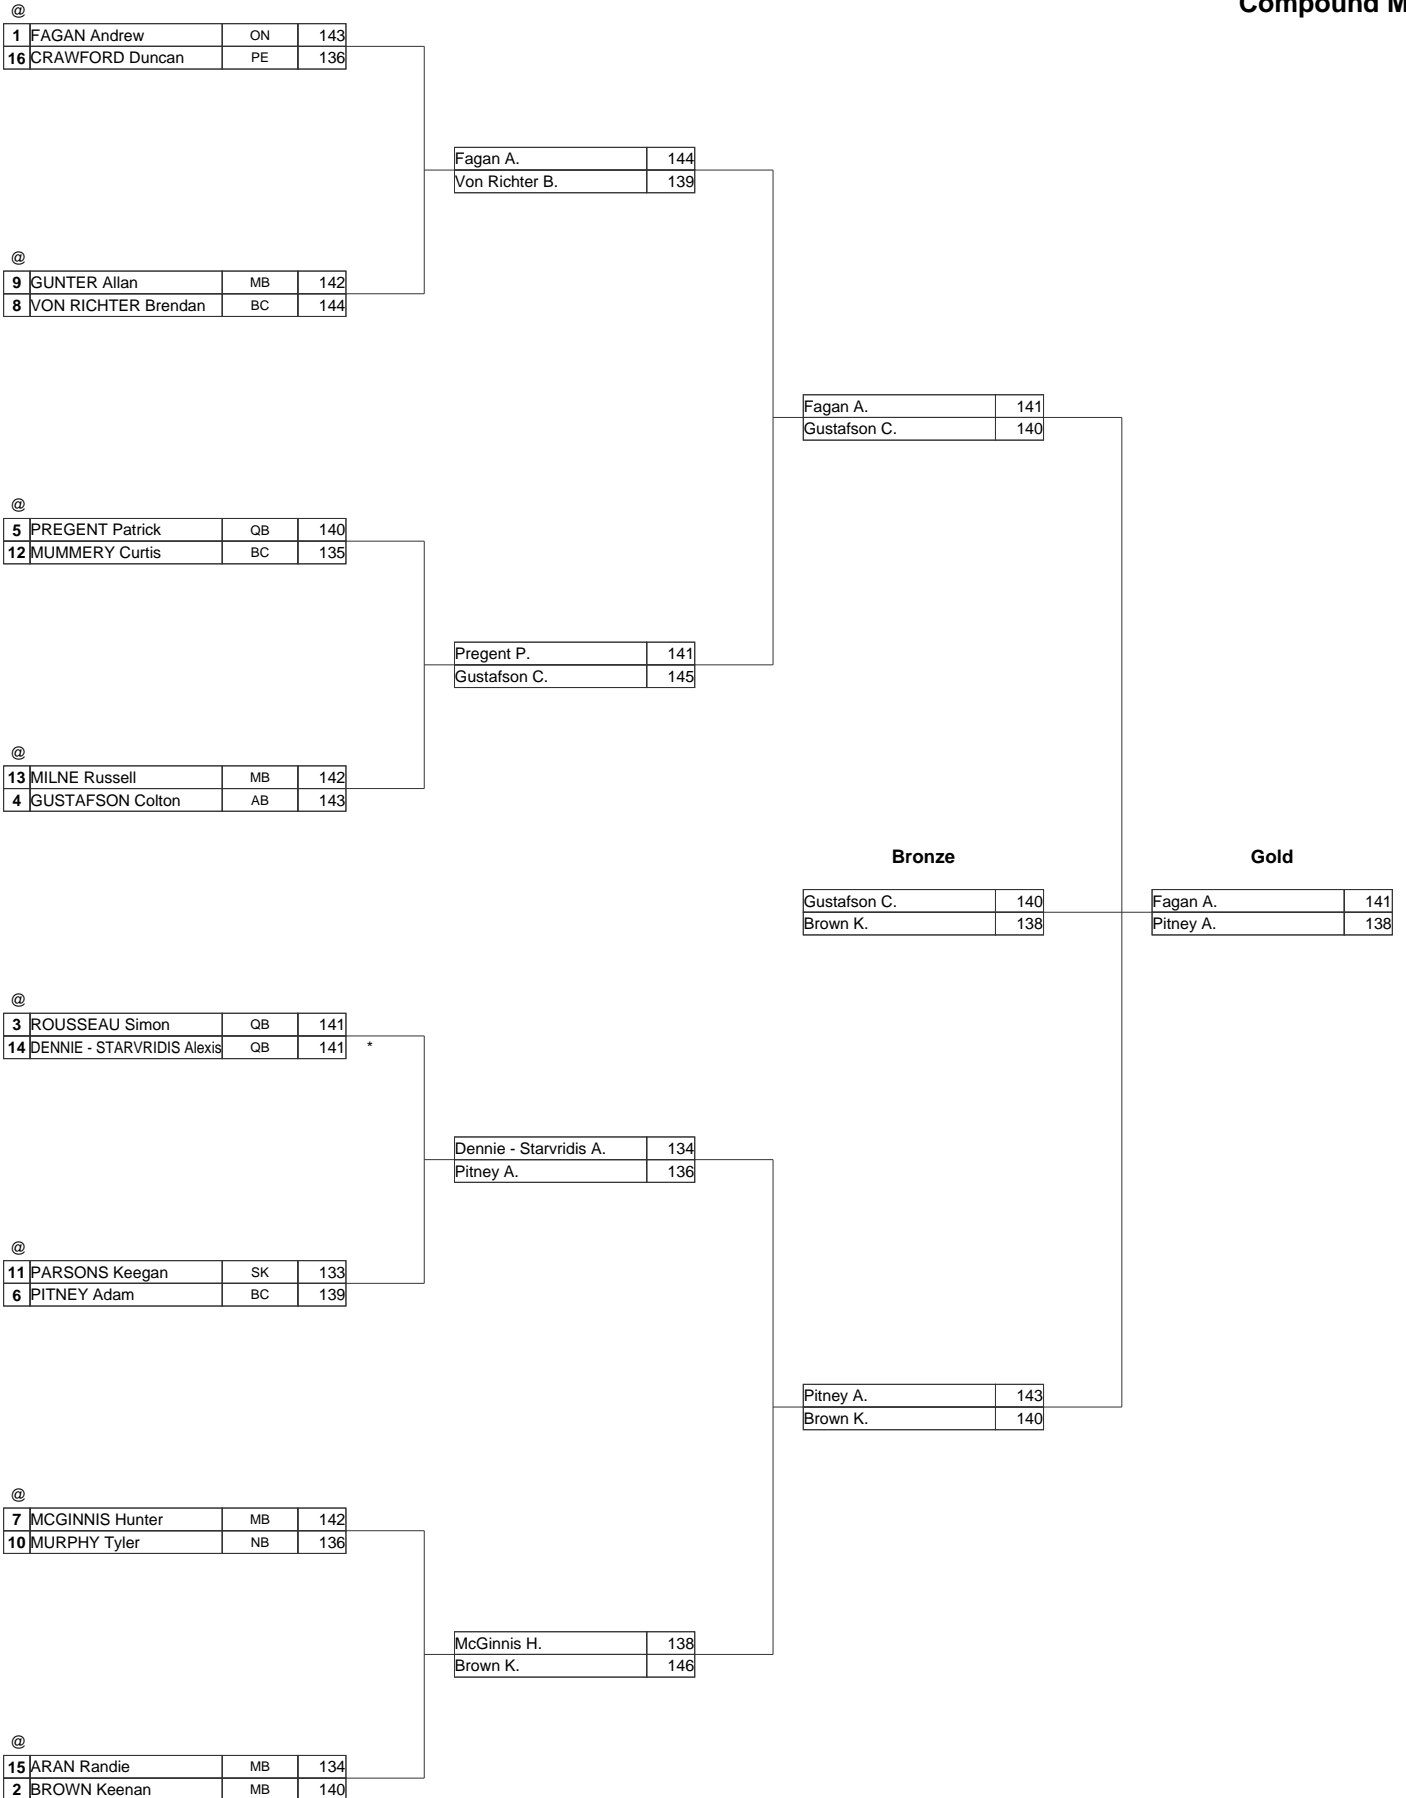 Compound M
@
1 FAGAN Andrew ON 143
16 CRAWFORD Duncan PE 136
Fagan A. 144
Von Richter B. 139
@
9 GUNTER Allan MB 142
8 VON RICHTER Brendan BC 144
Fagan A. 141
Gustafson C. 140
@
5 PREGENT Patrick QB 140
12 MUMMERY Curtis BC 135
Pregent P. 141
Gustafson C. 145
@
13 MILNE Russell MB 142
4 GUSTAFSON Colton AB 143
Bronze Gold
Gustafson C. 140 Fagan A. 141
Brown K. 138 Pitney A. 138
@
3 ROUSSEAU Simon QB 141
14 DENNIE - STARVRIDIS Alexis QB 141 *
Dennie - Starvridis A. 134
Pitney A. 136
@
11 PARSONS Keegan SK 133
6 PITNEY Adam BC 139
Pitney A. 143
Brown K. 140
@
7 MCGINNIS Hunter MB 142
10 MURPHY Tyler NB 136
McGinnis H. 138
Brown K. 146
@
15 ARAN Randie MB 134
2 BROWN Keenan MB 140